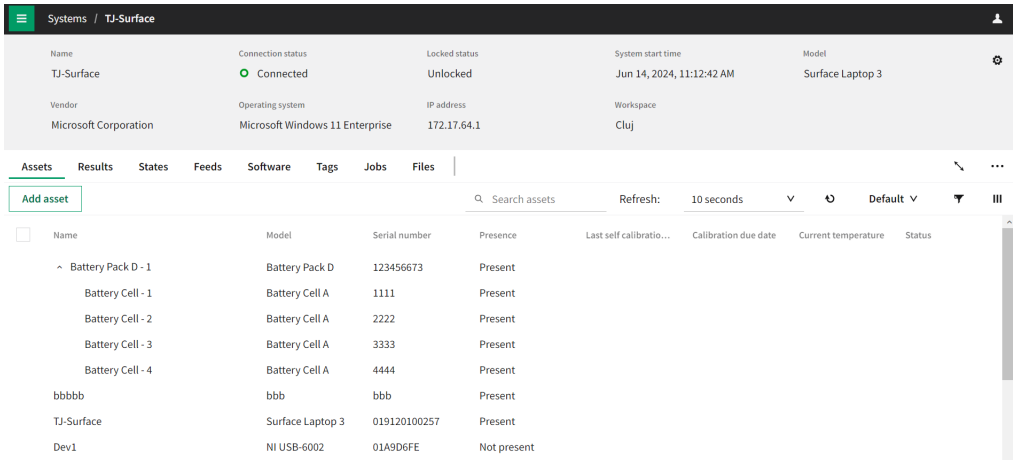 Systems / TJ-Surface
Name Connection status Locked status System start time Model
TJ-Surface Connected Unlocked Jun 14, 2024, 11:12:42 AM Surface Laptop 3
Vendor Operating system IP address Workspace
Microsoft Corporation Microsoft Windows 11 Enterprise 172.17.64.1 Cluj
Assets Results States Feeds Software Tags Jobs Files
Add asset Search assets Refresh: 10 seconds Default
Name Model Serial number Presence Last self calibratio... Calibration due date Current temperature Status
Battery Pack D - 1 Battery Pack D 123456673 Present
Battery Cell - 1 Battery Cell A 1111 Present
Battery Cell - 2 Battery Cell A 2222 Present
Battery Cell - 3 Battery Cell A 3333 Present
Battery Cell - 4 Battery Cell A 4444 Present
bbbbb bbb bbb Present
TJ-Surface Surface Laptop 3 019120100257 Present
Dev1 NI USB-6002 01A9D6FE Not present